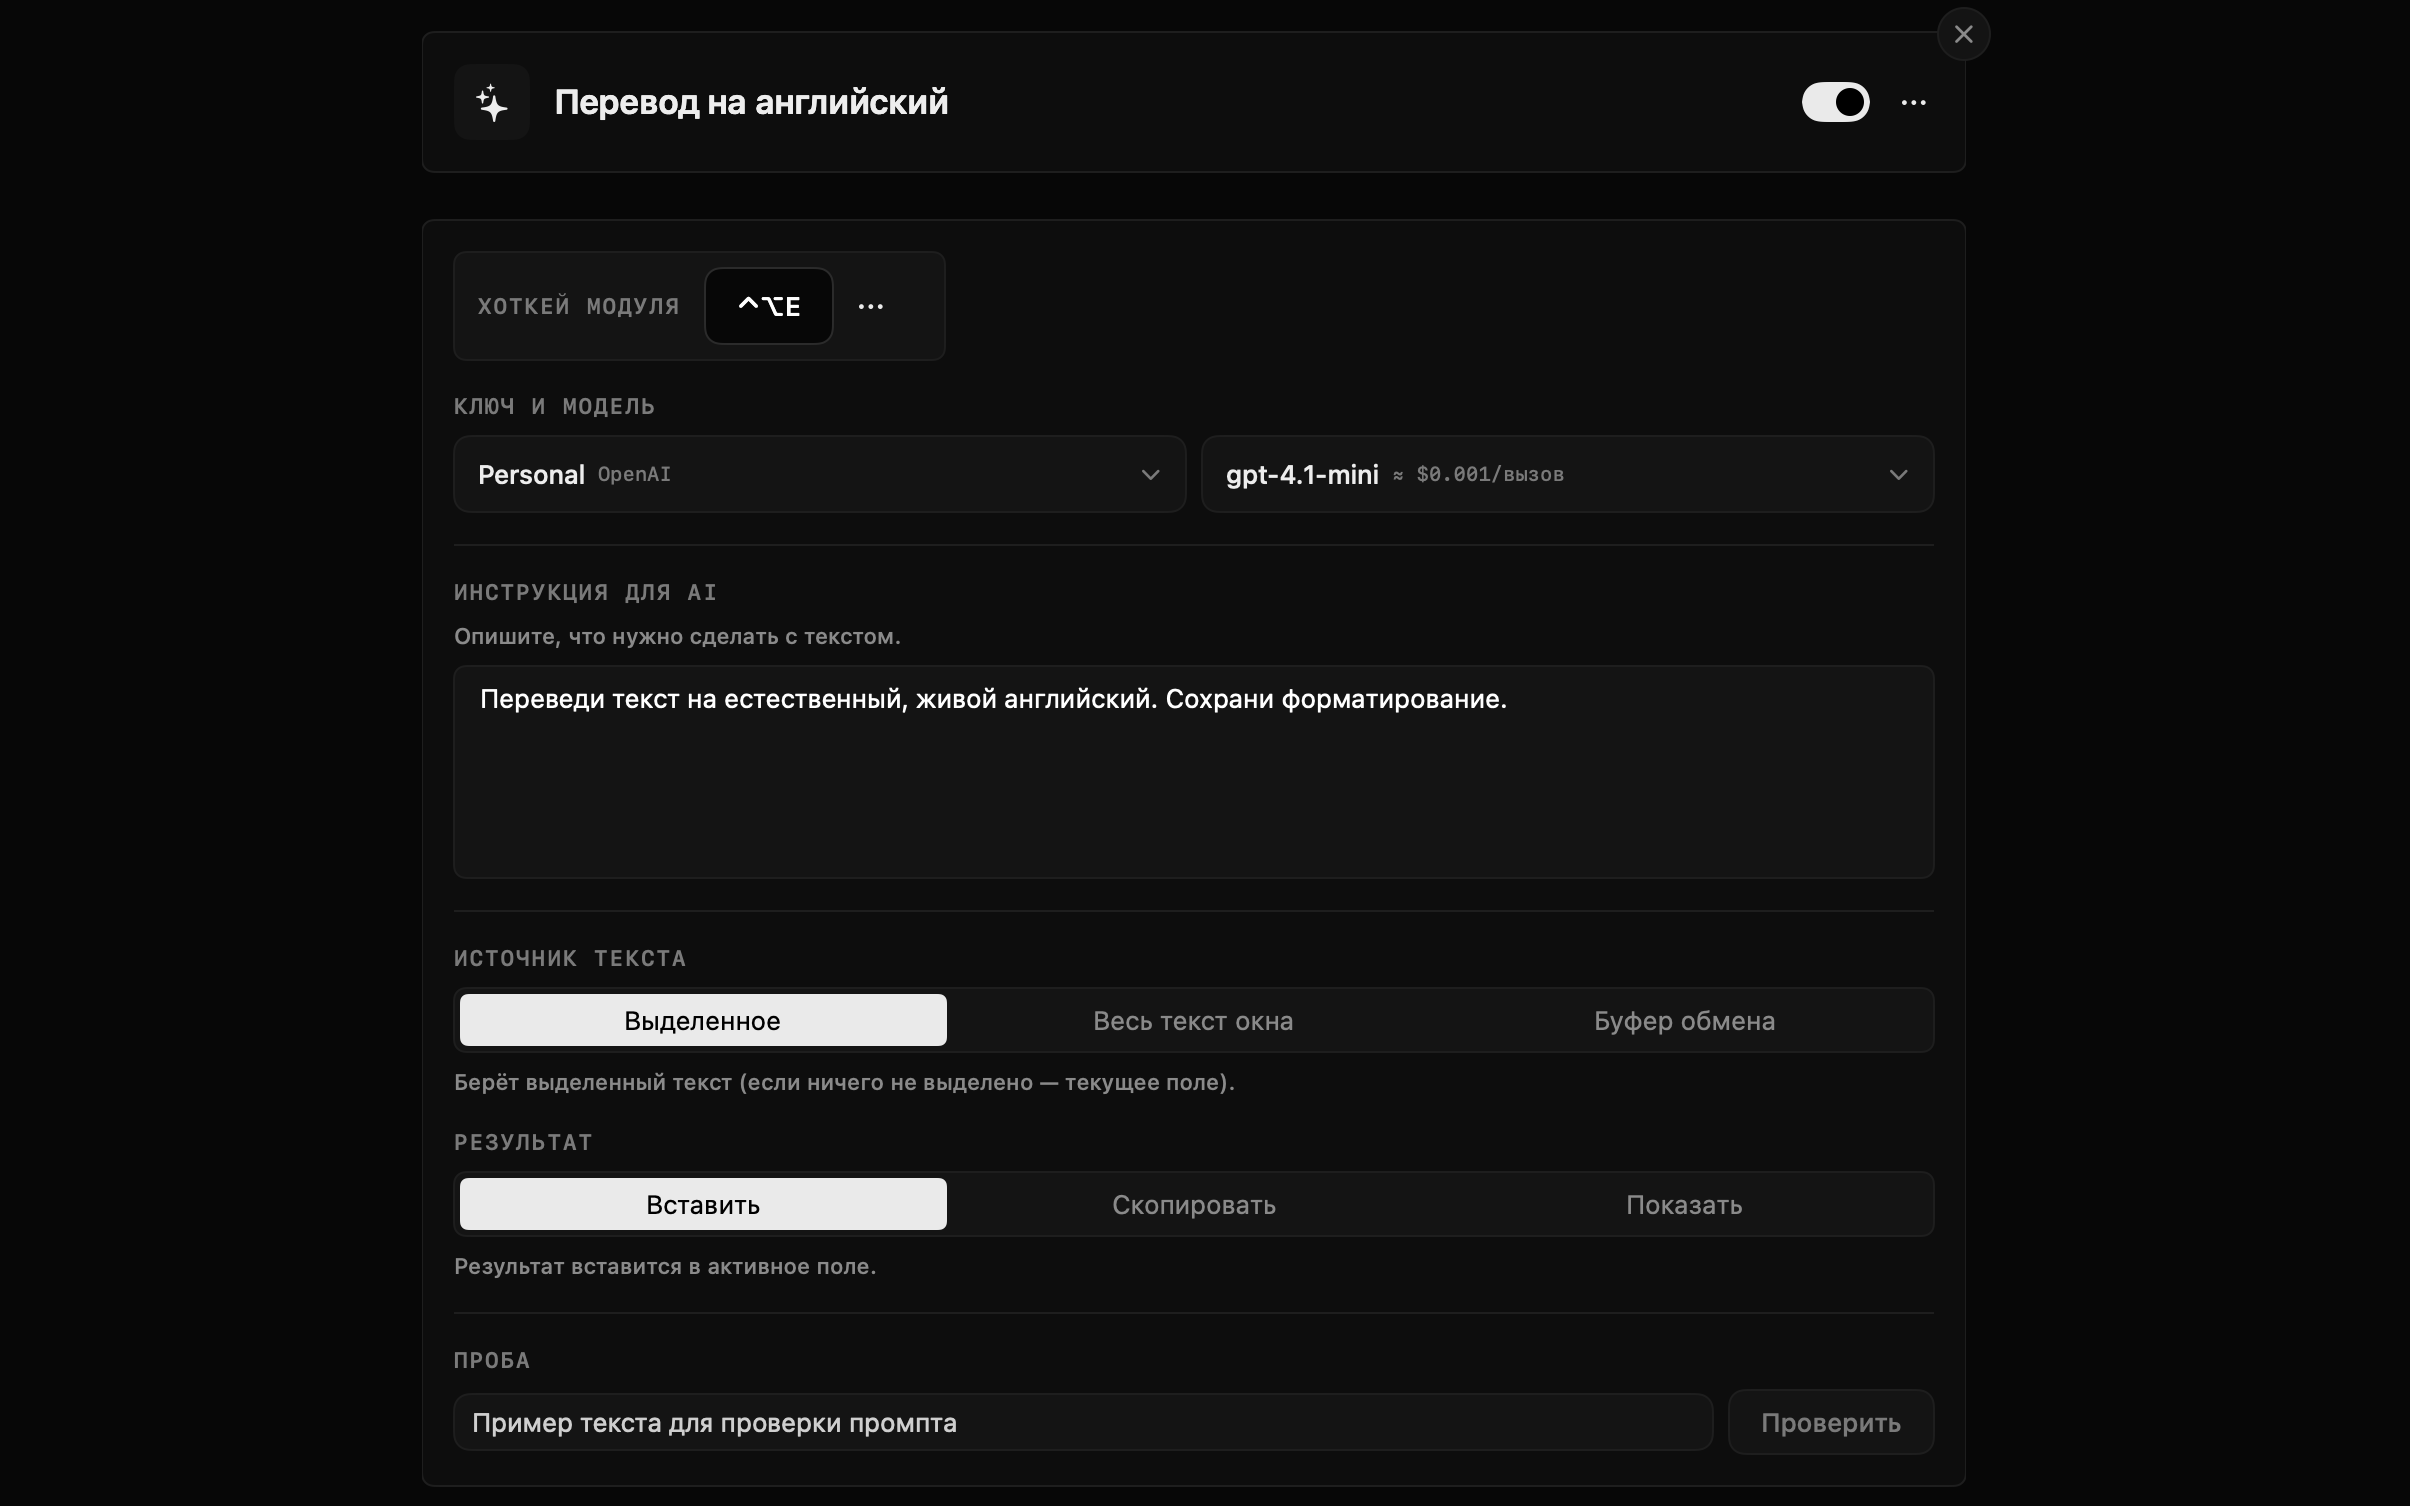 Перевод на английский
ХОТКЕЙ МОДУЛЯ ^⌥E
КЛЮЧ И МОДЕЛЬ
Personal OpenAI
gpt-4.1-mini ≈ $0.001/вызов
ИНСТРУКЦИЯ ДЛЯ AI
Опишите, что нужно сделать с текстом.
Переведи текст на естественный, живой английский. Сохрани форматирование.
ИСТОЧНИК ТЕКСТА
Выделенное
Весь текст окна
Буфер обмена
Берёт выделенный текст (если ничего не выделено — текущее поле).
РЕЗУЛЬТАТ
Вставить
Скопировать
Показать
Результат вставится в активное поле.
ПРОБА
Пример текста для проверки промпта
Проверить